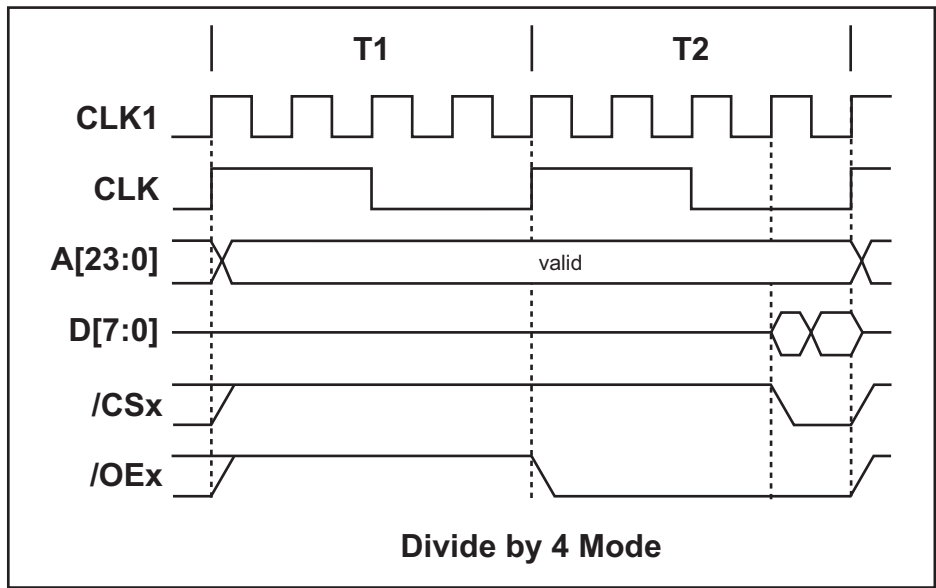 T1 T2
CLK1
CLK
A[23:0] valid
D[7:0]
/CSx
/OEx
Divide by 4 Mode